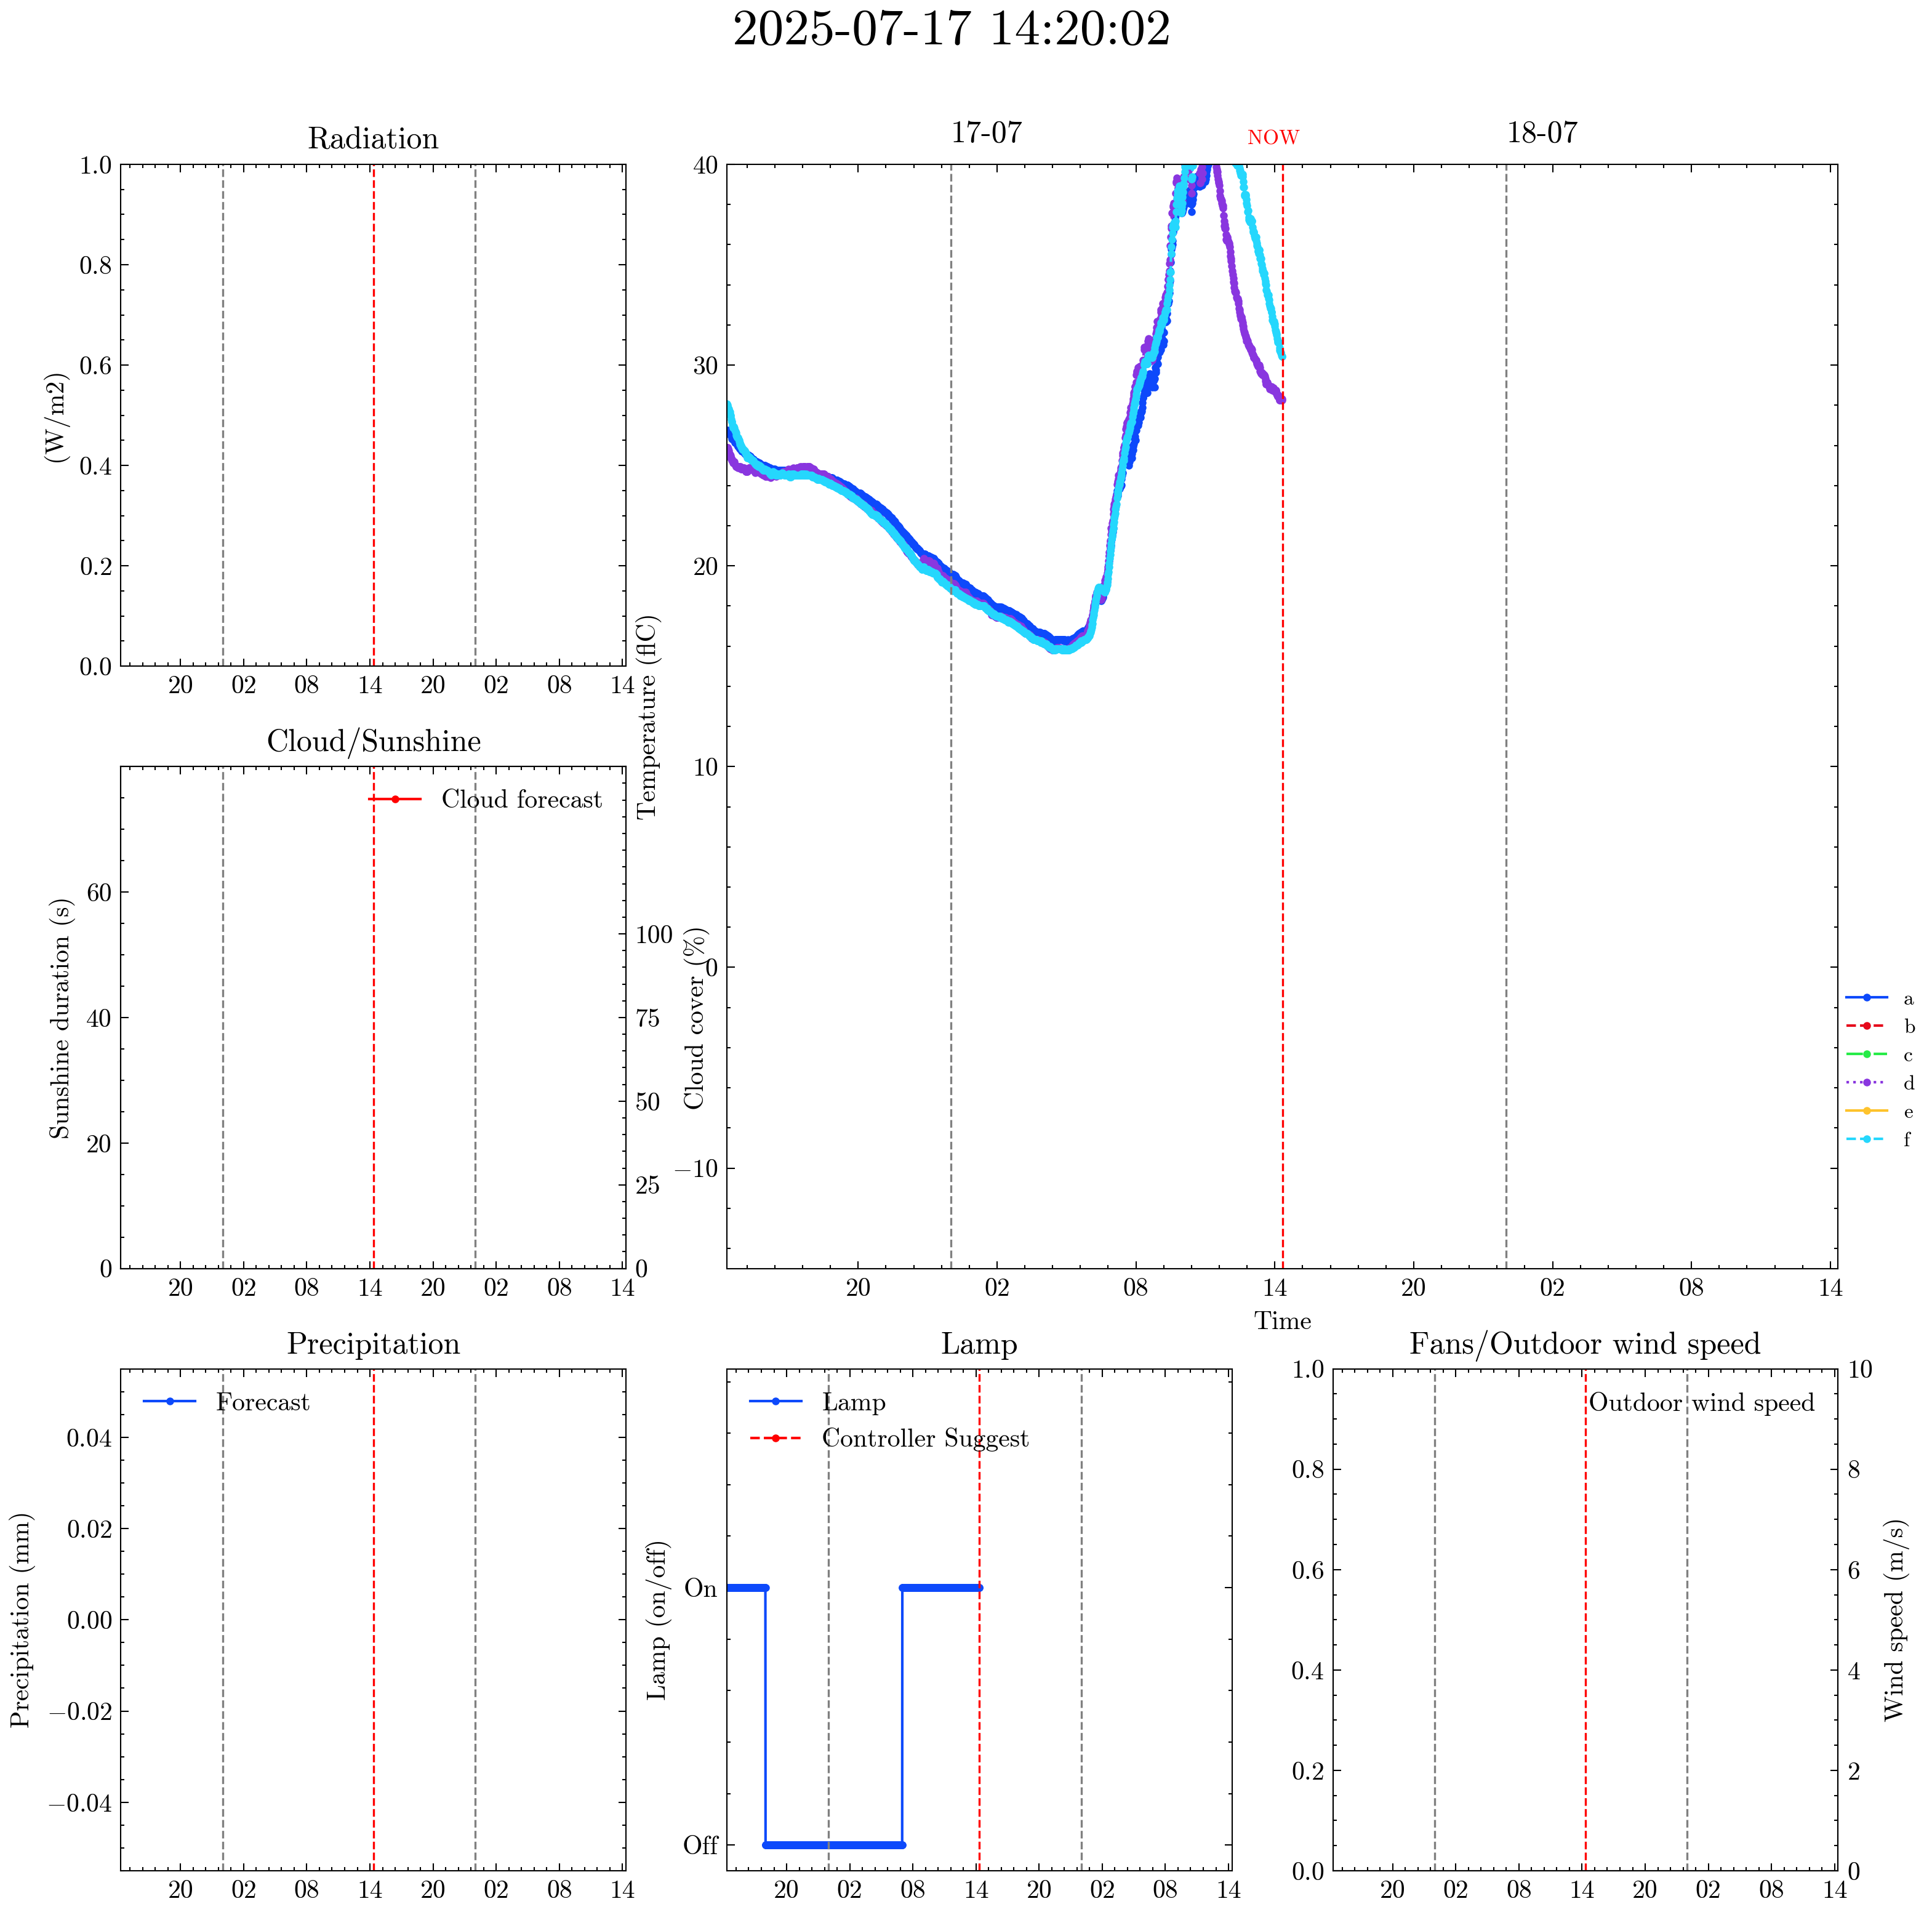 2025-07-17 14:20:02
Radiation
(W/m2)
1.0
0.8
0.6
0.4
0.2
0.0
20 02 08 14 20 02 08 14
17-07 NOW 18-07
Temperature (flC)
40
30
20
10
0
−10
20 02 08 14 20 02 08 14
Time
a
b
c
d
e
f
Cloud/Sunshine
Cloud forecast
Sunshine duration (s)
60
40
20
0
Cloud cover (%)
100
75
50
25
0
20 02 08 14 20 02 08 14
Precipitation
Forecast
Precipitation (mm)
0.04
0.02
0.00
−0.02
−0.04
20 02 08 14 20 02 08 14
Lamp
Lamp
Controller Suggest
Lamp (on/off)
On
Off
20 02 08 14 20 02 08 14
Fans/Outdoor wind speed
Outdoor wind speed
1.0
0.8
0.6
0.4
0.2
0.0
10
8
6
4
2
0
Wind speed (m/s)
20 02 08 14 20 02 08 14